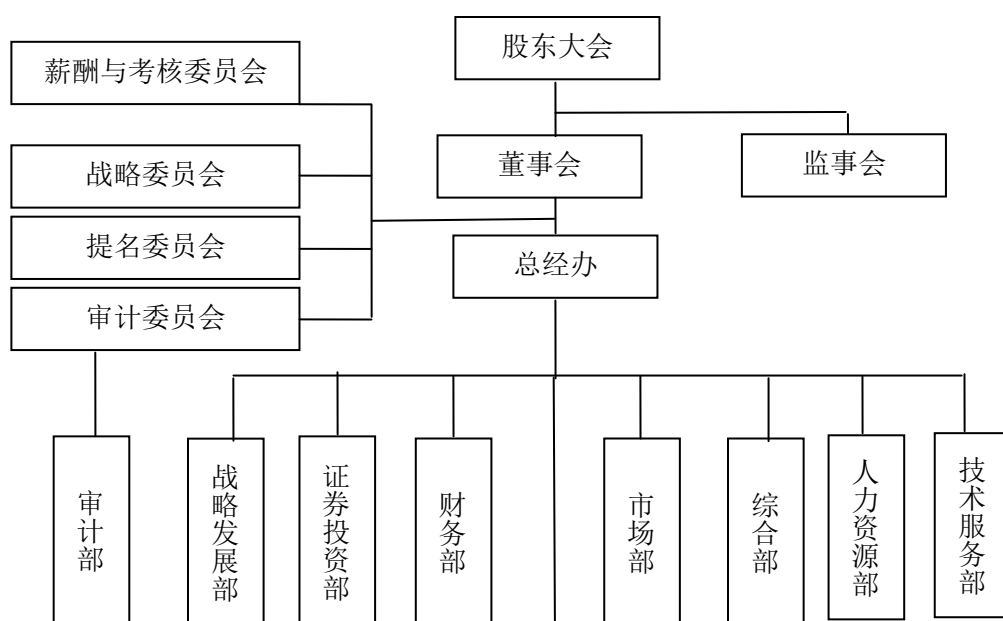 股东大会
薪酬与考核委员会
董事会
监事会
战略委员会
提名委员会
总经办
审计委员会
审计部
战略发展部
证券投资部
财务部
市场部
综合部
人力资源部
技术服务部